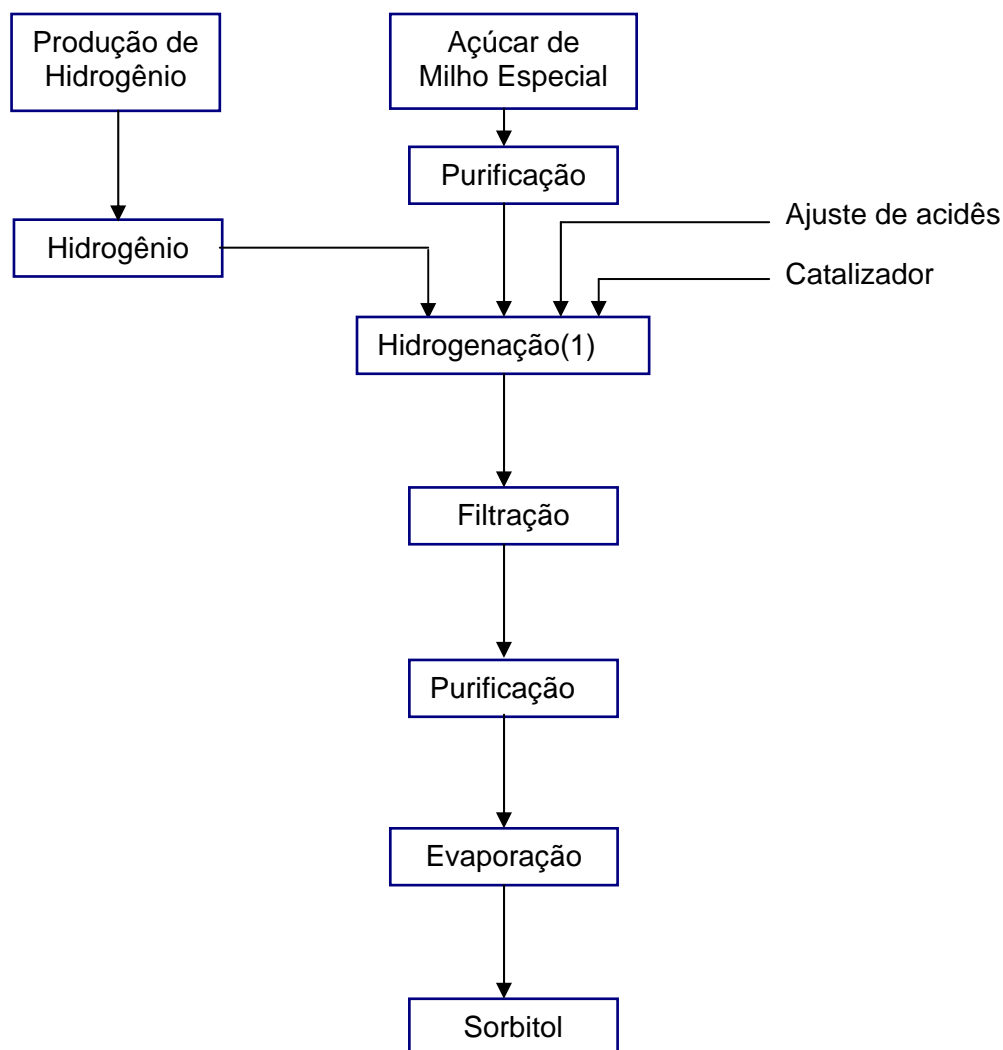 Produção de
Hidrogênio
Açúcar de
Milho Especial
Purificação
Ajuste de acidês
Hidrogênio
Catalizador
Hidrogenação(1)
Filtração
Purificação
Evaporação
Sorbitol